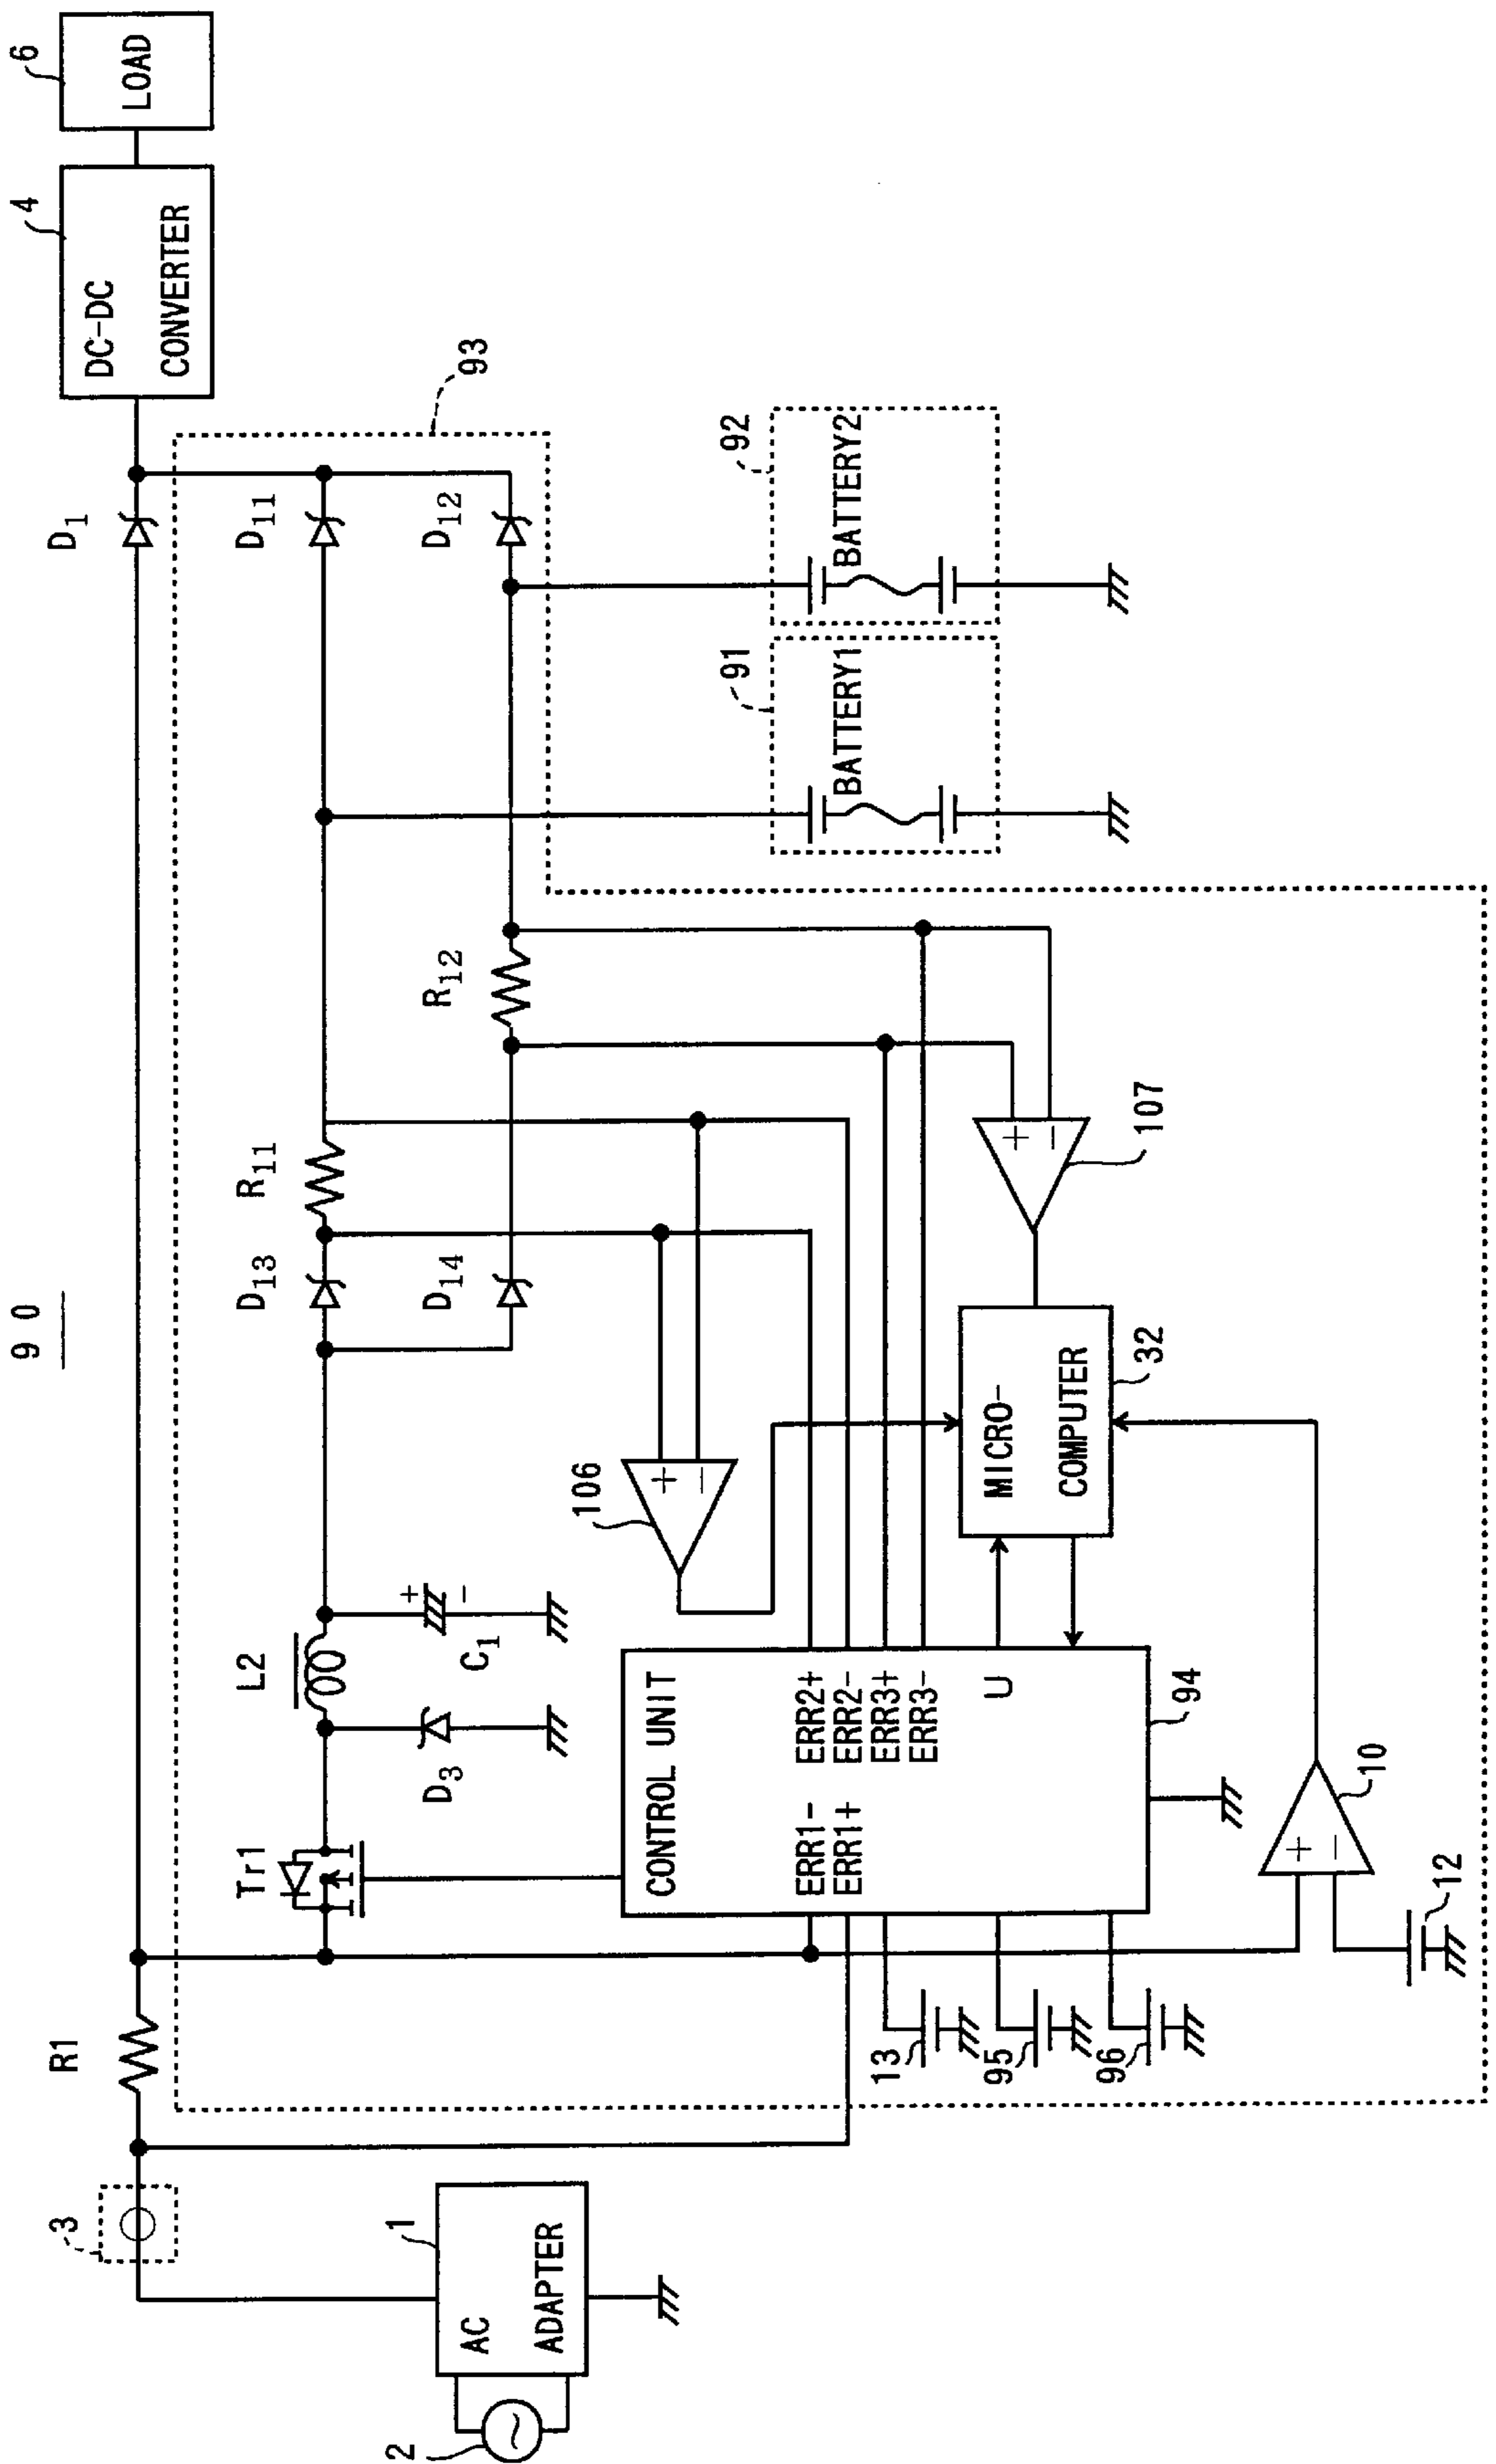 9 0
3
R1
D1
DC-DC
CONVERTER
4
LOAD
6
Tr1
L2
D3
C1
+
-
D13
R11
D11
D14
R12
D12
93
AC
ADAPTER
1
2
CONTROL UNIT
ERR1-
ERR1+
ERR2+
ERR2-
ERR3+
ERR3-
U
94
13
95
96
106
+
-
MICRO-
COMPUTER
32
107
+
-
91
BATTERY1
92
BATTERY2
10
+
-
12